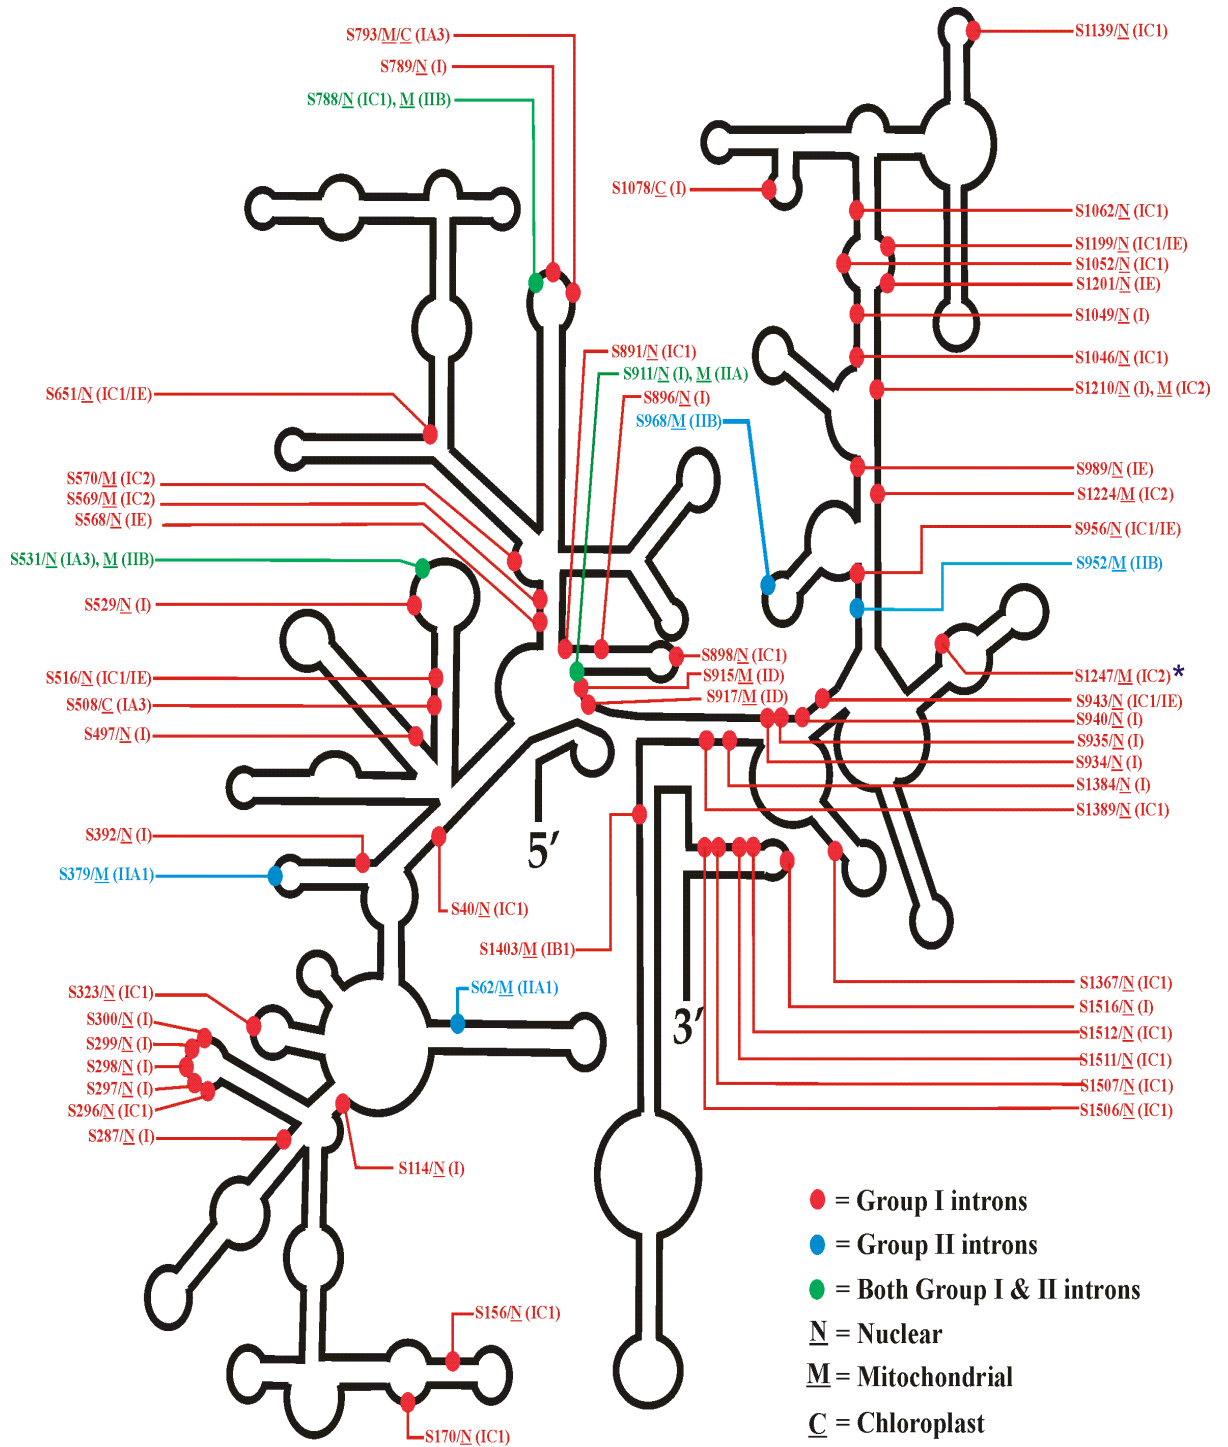 S793/M/C (IA3)
S789/N (I)
S788/N (IC1), M (IIB)
S651/N (IC1/IE)
S570/M (IC2)
S569/M (IC2)
S568/N (IE)
S531/N (IA3), M (IIB)
S529/N (I)
S516/N (IC1/IE)
S508/C (IA3)
S497/N (I)
S392/N (I)
S379/M (IIA1)
S40/N (IC1)
S323/N (IC1)
S300/N (I)
S299/N (I)
S298/N (I)
S297/N (I)
S296/N (IC1)
S287/N (I)
S62/M (IIA1)
S114/N (I)
S156/N (IC1)
S170/N (IC1)
S891/N (IC1)
S911/N (I), M (IIA)
S896/N (I)
S968/M (IIB)
S898/N (IC1)
S915/M (ID)
S917/M (ID)
5′
S1403/M (IB1)
3′
S1078/C (I)
S1139/N (IC1)
S1062/N (IC1)
S1199/N (IC1/IE)
S1052/N (IC1)
S1201/N (IE)
S1049/N (I)
S1046/N (IC1)
S1210/N (I), M (IC2)
S989/N (IE)
S1224/M (IC2)
S956/N (IC1/IE)
S952/M (IIB)
S1247/M (IC2)*
S943/N (IC1/IE)
S940/N (I)
S935/N (I)
S934/N (I)
S1384/N (I)
S1389/N (IC1)
S1367/N (IC1)
S1516/N (I)
S1512/N (IC1)
S1511/N (IC1)
S1507/N (IC1)
S1506/N (IC1)
= Group I introns
= Group II introns
= Both Group I & II introns
N = Nuclear
M = Mitochondrial
C = Chloroplast